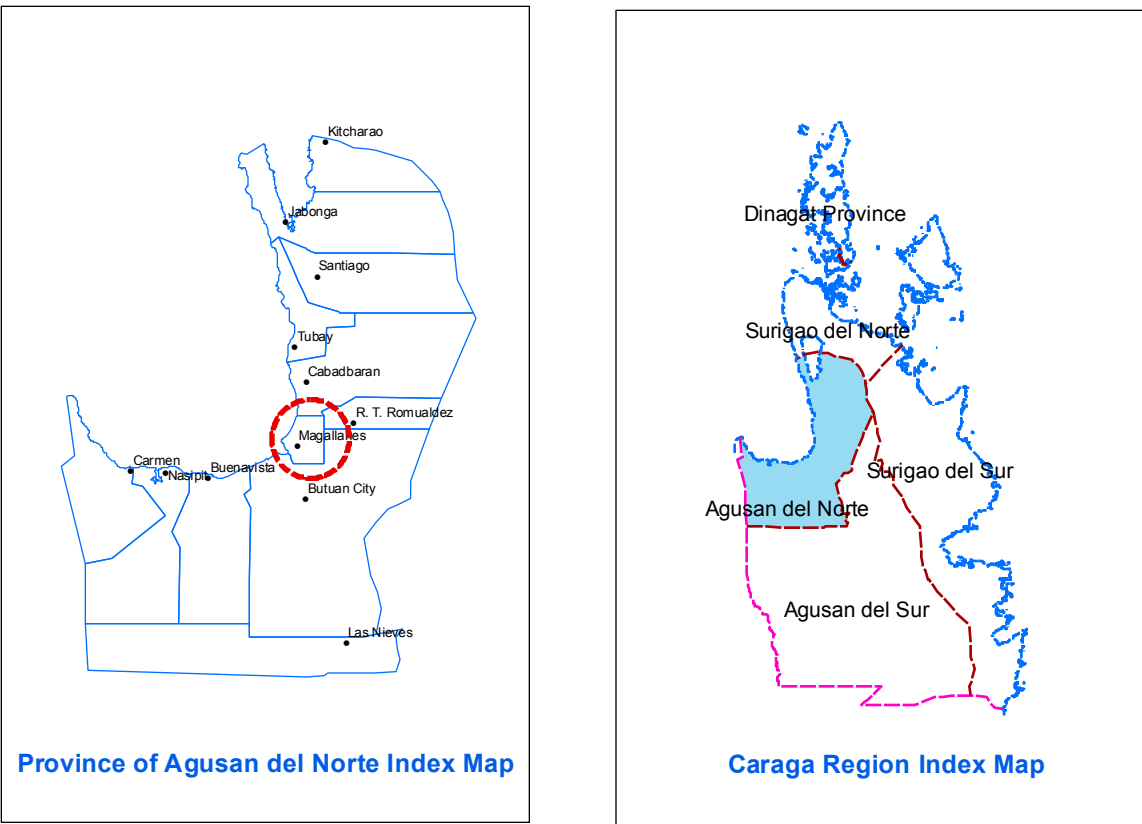 Kitcharao
Jabonga
Santiago
Tubay
Cabadbaran
R. T. Romualdez
Magallanes
Carmen
Nasipit
Buenavista
Butuan City
Las Nieves
Province of Agusan del Norte Index Map
Dinagat Province
Surigao del Norte
Surigao del Sur
Agusan del Norte
Agusan del Sur
Caraga Region Index Map